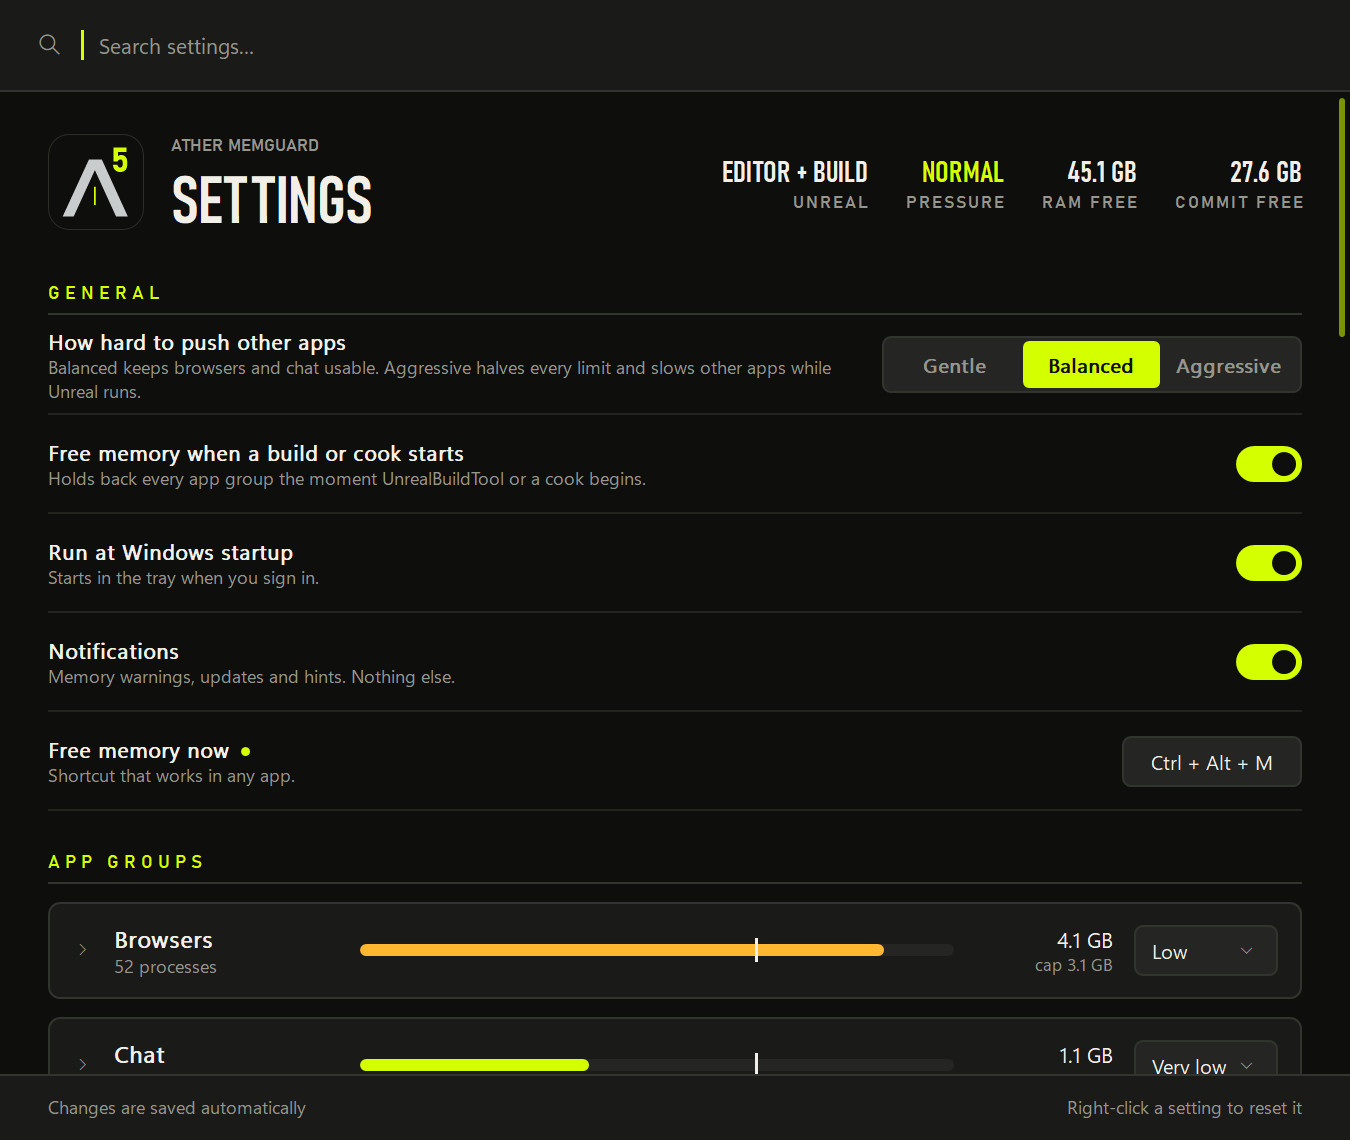 Search settings...
5
ATHER MEMGUARD
SETTINGS
EDITOR + BUILD
UNREAL
NORMAL
PRESSURE
45.1 GB
RAM FREE
27.6 GB
COMMIT FREE
GENERAL
How hard to push other apps
Balanced keeps browsers and chat usable. Aggressive halves every limit and slows other apps while
Unreal runs.
Gentle
Balanced
Aggressive
Free memory when a build or cook starts
Holds back every app group the moment UnrealBuildTool or a cook begins.
Run at Windows startup
Starts in the tray when you sign in.
Notifications
Memory warnings, updates and hints. Nothing else.
Free memory now
Shortcut that works in any app.
Ctrl + Alt + M
APP GROUPS
Browsers
52 processes
4.1 GB
cap 3.1 GB
Low
Chat
1.1 GB
Very low
Changes are saved automatically
Right-click a setting to reset it